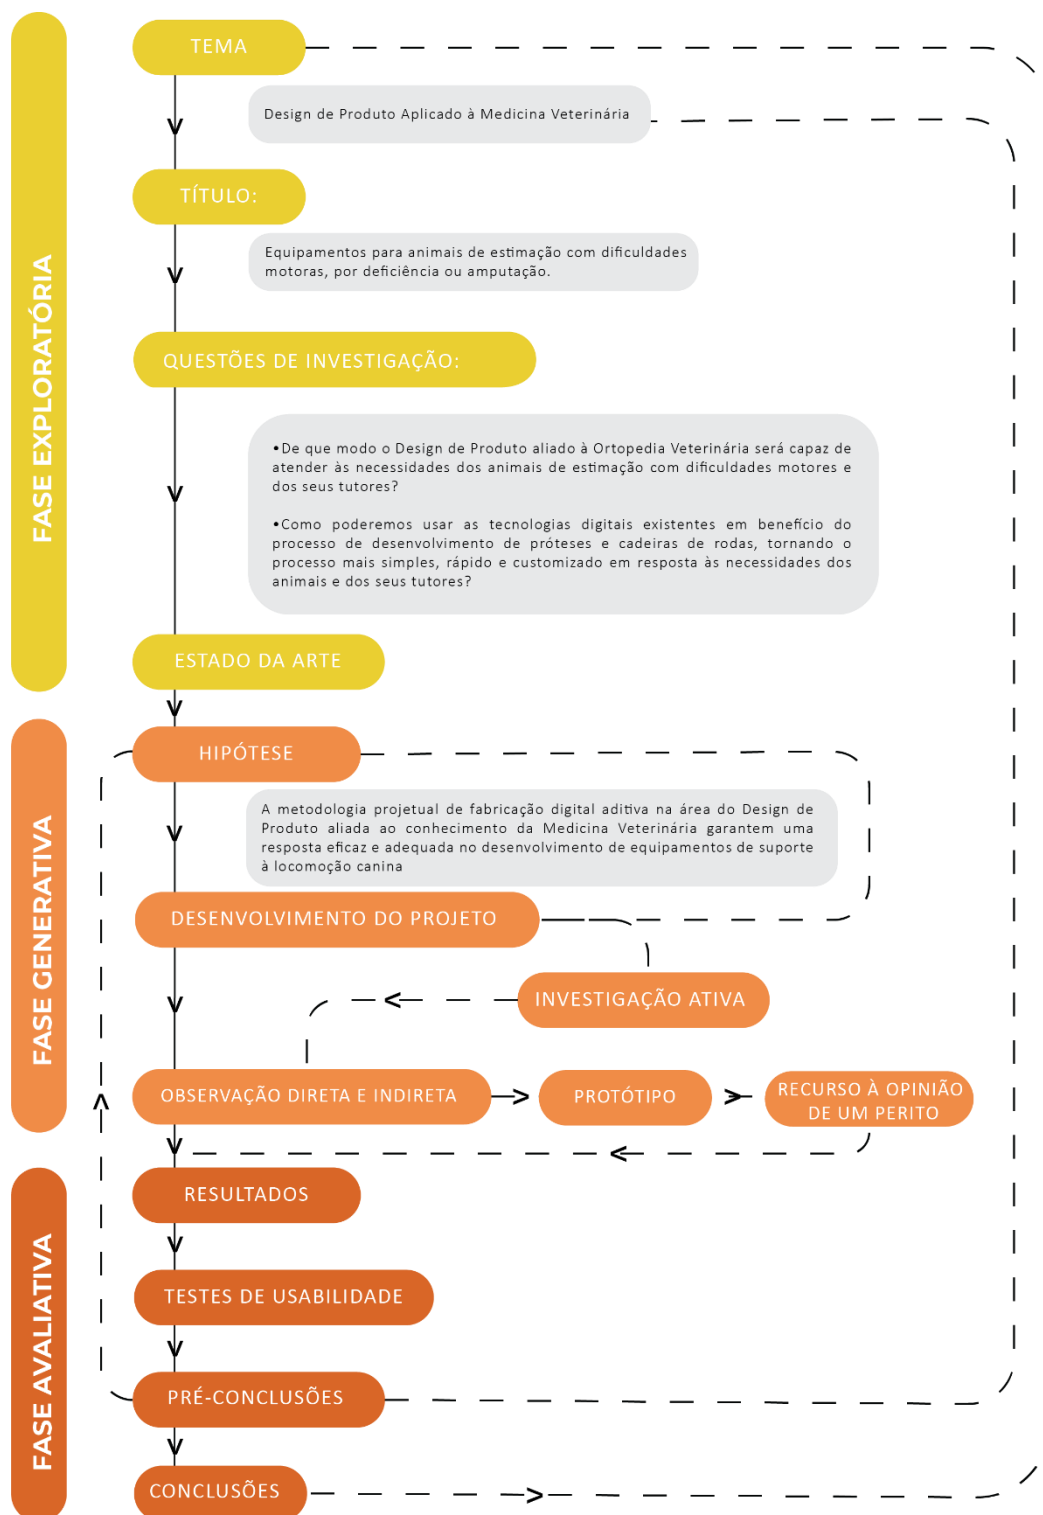 FASE EXPLORATÓRIA
TEMA
Design de Produto Aplicado à Medicina Veterinária
TÍTULO:
Equipamentos para animais de estimação com dificuldades
motoras, por deficiência ou amputação.
QUESTÕES DE INVESTIGAÇÃO:
•De que modo o Design de Produto aliado à Ortopedia Veterinária será capaz de
atender às necessidades dos animais de estimação com dificuldades motores e
dos seus tutores?
•Como poderemos usar as tecnologias digitais existentes em benefício do
processo de desenvolvimento de próteses e cadeiras de rodas, tornando o
processo mais simples, rápido e customizado em resposta às necessidades dos
animais e dos seus tutores?
ESTADO DA ARTE
FASE GENERATIVA
HIPÓTESE
A metodologia projetual de fabricação digital aditiva na área do Design de
Produto aliada ao conhecimento da Medicina Veterinária garantem uma
resposta eficaz e adequada no desenvolvimento de equipamentos de suporte
à locomoção canina
DESENVOLVIMENTO DO PROJETO
INVESTIGAÇÃO ATIVA
OBSERVAÇÃO DIRETA E INDIRETA
PROTÓTIPO
RECURSO À OPINIÃO
DE UM PERITO
FASE AVALIATIVA
RESULTADOS
TESTES DE USABILIDADE
PRÉ-CONCLUSÕES
CONCLUSÕES